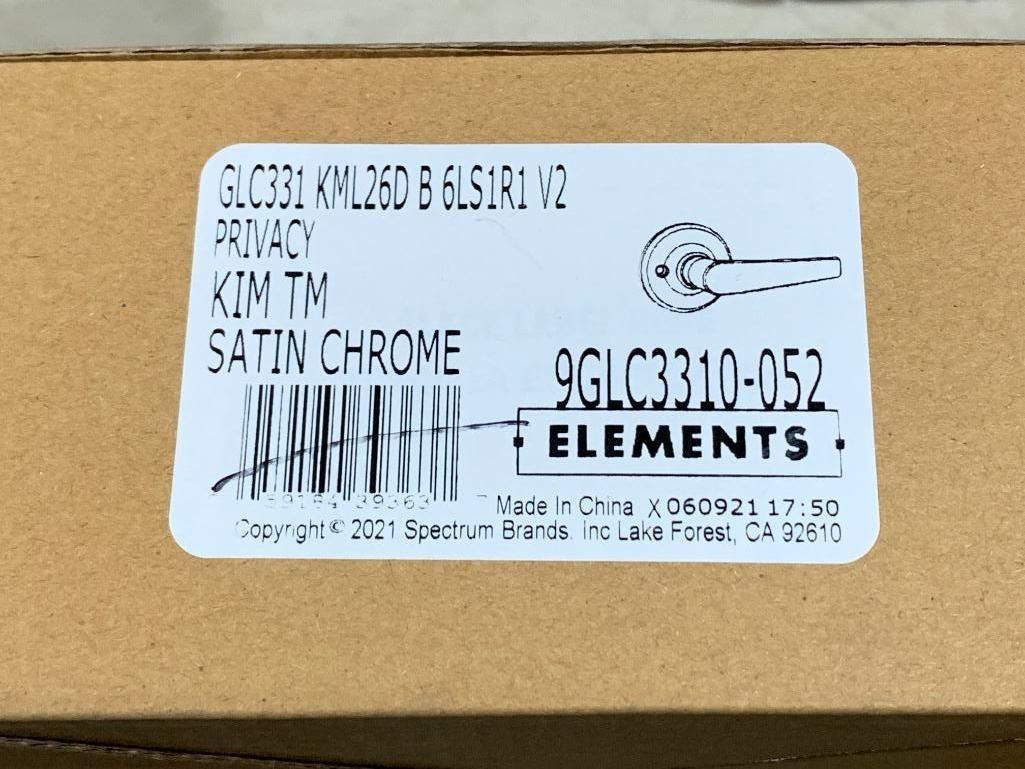 GLC331 KML26D B 6LS1R1 V2
PRIVACY
KIM TM
SATIN CHROME
9GLC3310-052
ELEMENTS
39363
Made In China X 060921 17:50
Copyright © 2021 Spectrum Brands. Inc Lake Forest, CA 92610